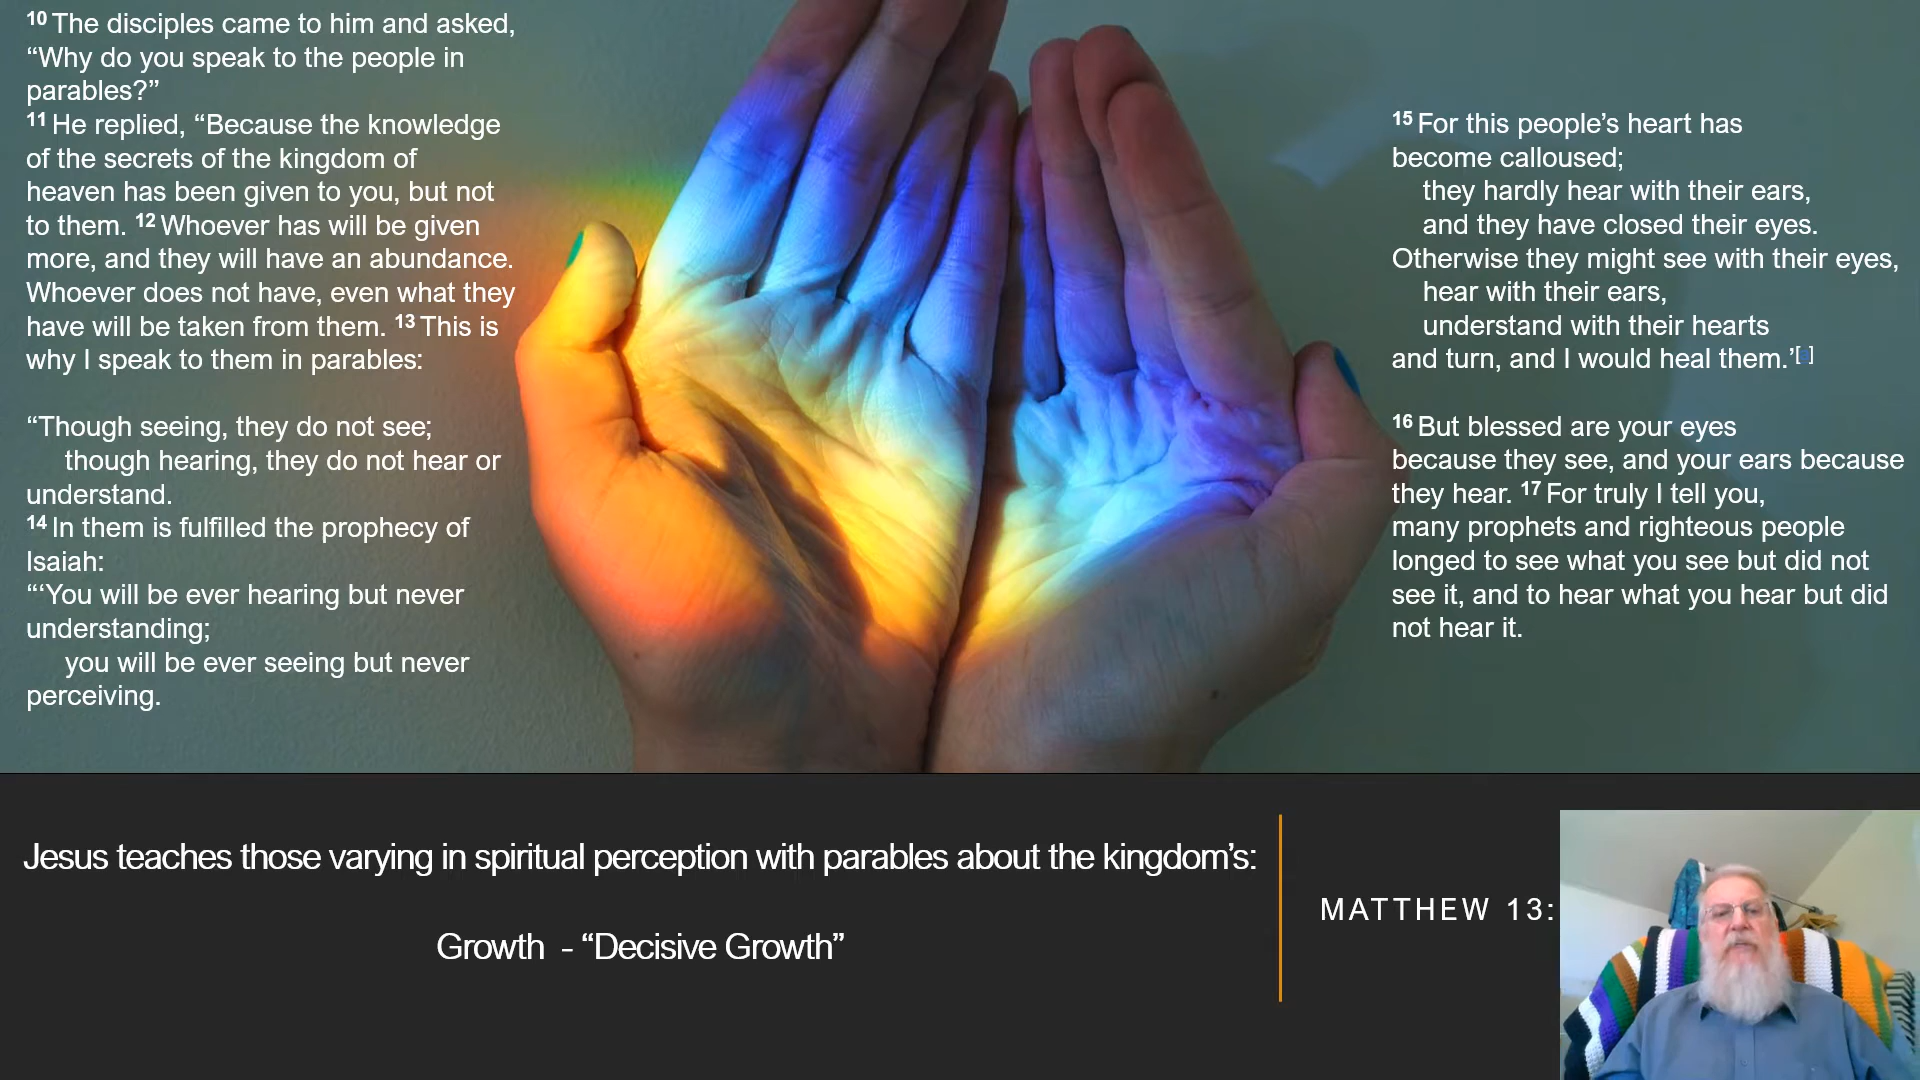 10 The disciples came to him and asked,
“Why do you speak to the people in
parables?”
11 He replied, “Because the knowledge
of the secrets of the kingdom of
heaven has been given to you, but not
to them. 12 Whoever has will be given
more, and they will have an abundance.
Whoever does not have, even what they
have will be taken from them. 13 This is
why I speak to them in parables:
“Though seeing, they do not see;
though hearing, they do not hear or
understand.
14 In them is fulfilled the prophecy of
Isaiah:
“‘You will be ever hearing but never
understanding;
you will be ever seeing but never
perceiving.
15 For this people’s heart has
become calloused;
they hardly hear with their ears,
and they have closed their eyes.
Otherwise they might see with their eyes,
hear with their ears,
understand with their hearts
and turn, and I would heal them.’[ ]
16 But blessed are your eyes
because they see, and your ears because
they hear. 17 For truly I tell you,
many prophets and righteous people
longed to see what you see but did not
see it, and to hear what you hear but did
not hear it.
Jesus teaches those varying in spiritual perception with parables about the kingdom’s:
Growth - “Decisive Growth”
MATTHEW 13: